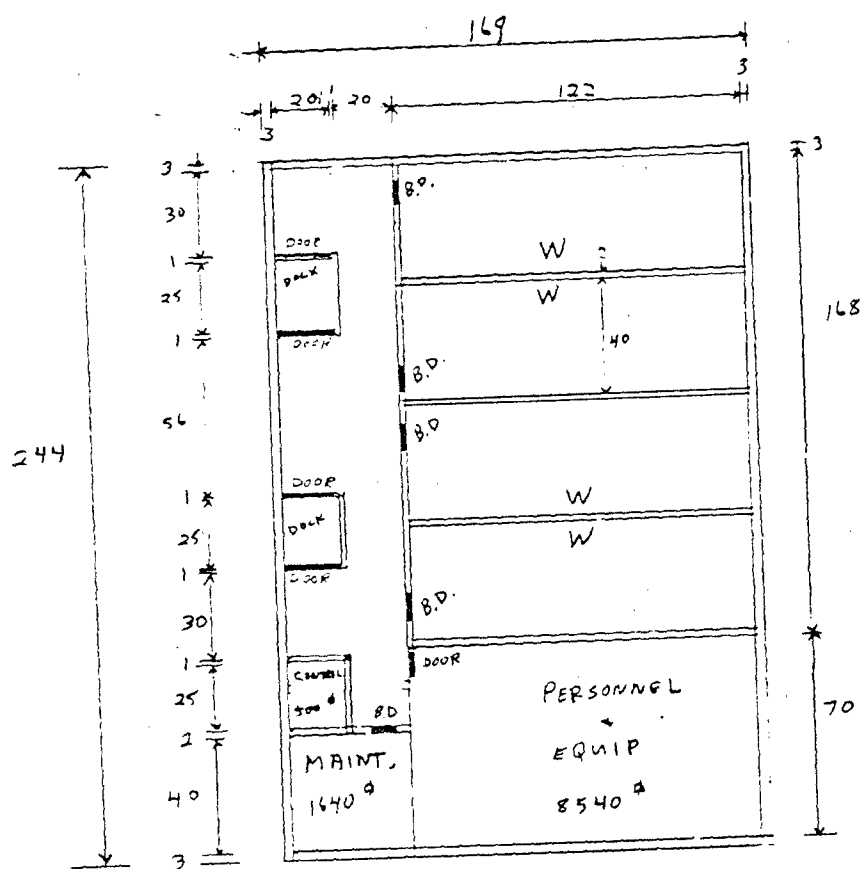 169
3
20' 20 122
3
3
3
30
B.D.
DOOR
1
DOCK
W 2
25
W
1
DOOR
168
40
B.D.
56
B.D
244
DOOR
1
W
DOCK
25
W
1
DOOR
B.D.
30
1
DOOR
CONTROL
PERSONNEL
25
500 ф
70
B.D
&
2
MAINT.
EQUIP
1640 ф
8540 ф
40
3